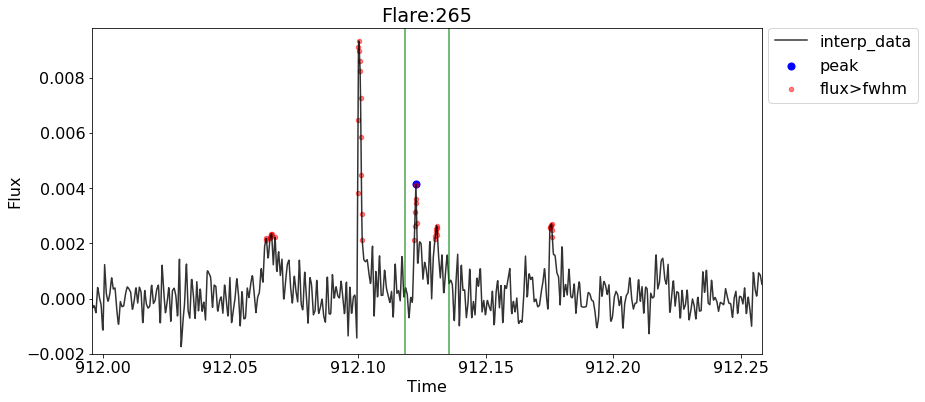 Flare:265
interp_data
peak
flux>fwhm
Flux
0.008
0.006
0.004
0.002
0.000
−0.002
912.00 912.05 912.10 912.15 912.20 912.25
Time